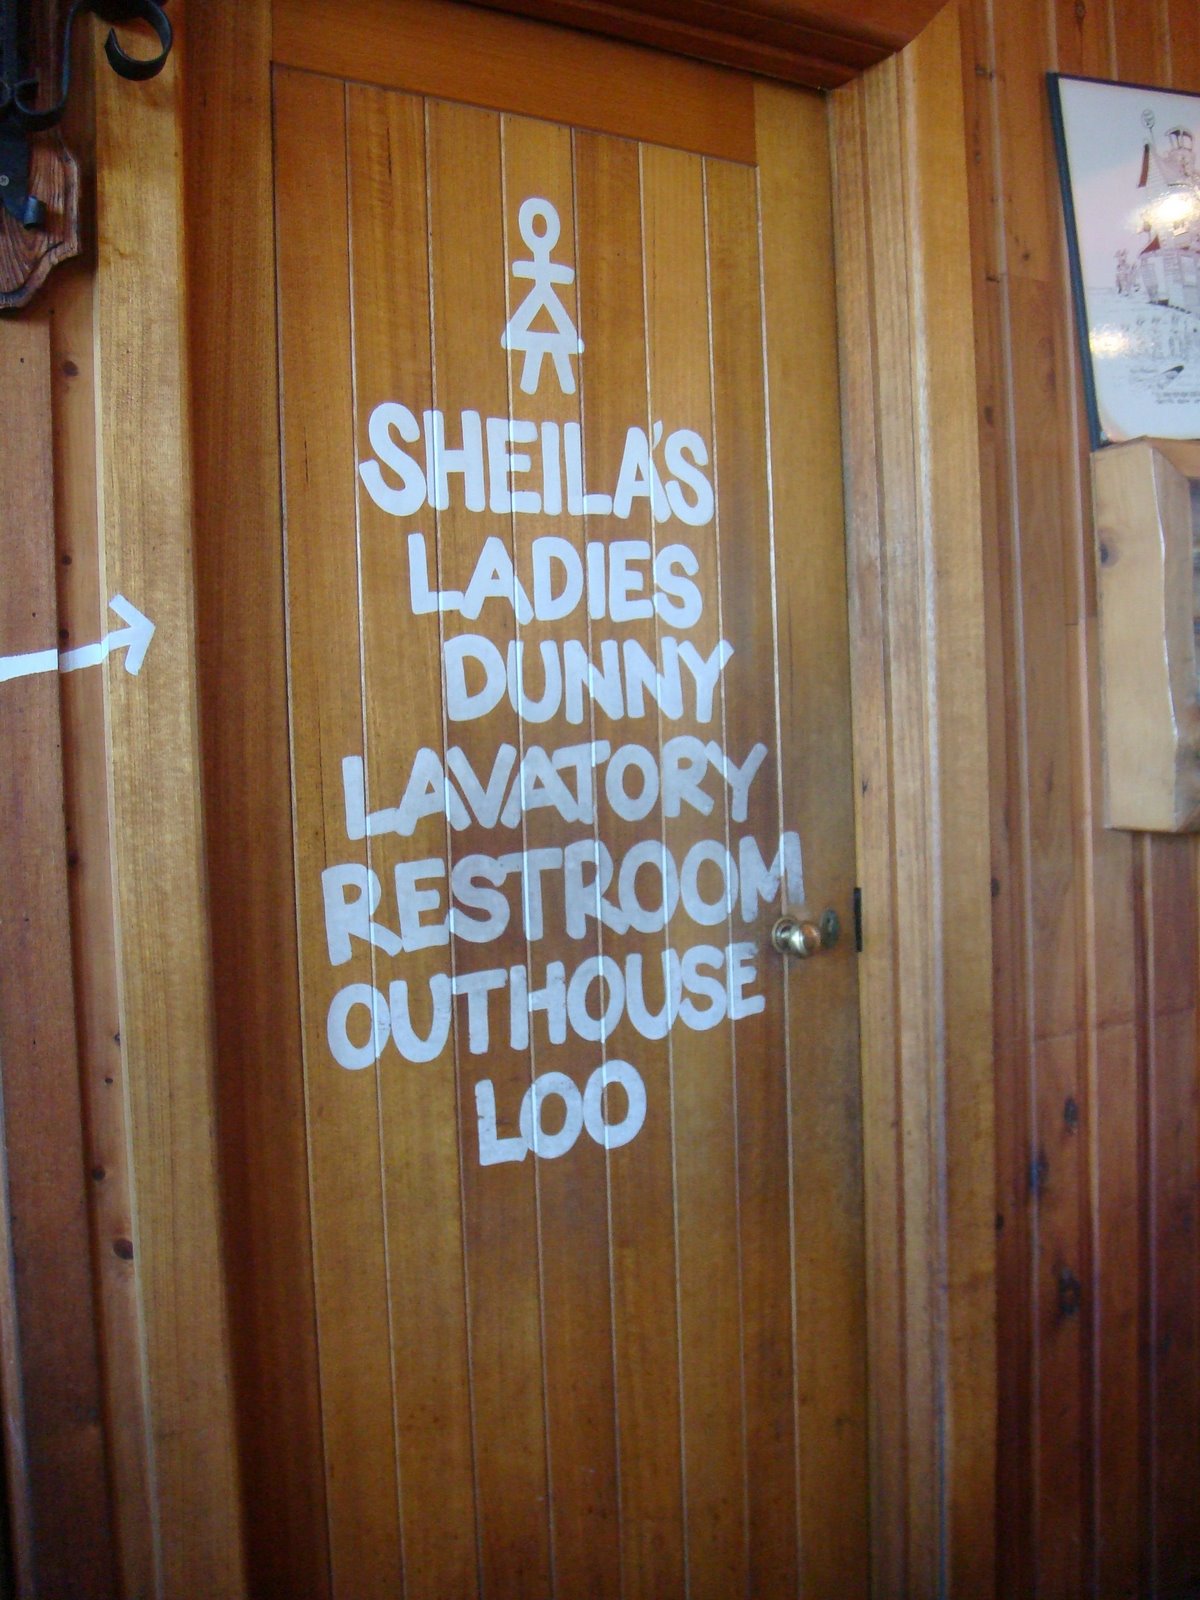 SHEILA'S
LADIES
DUNNY
LAVATORY
RESTROOM
OUTHOUSE
LOO